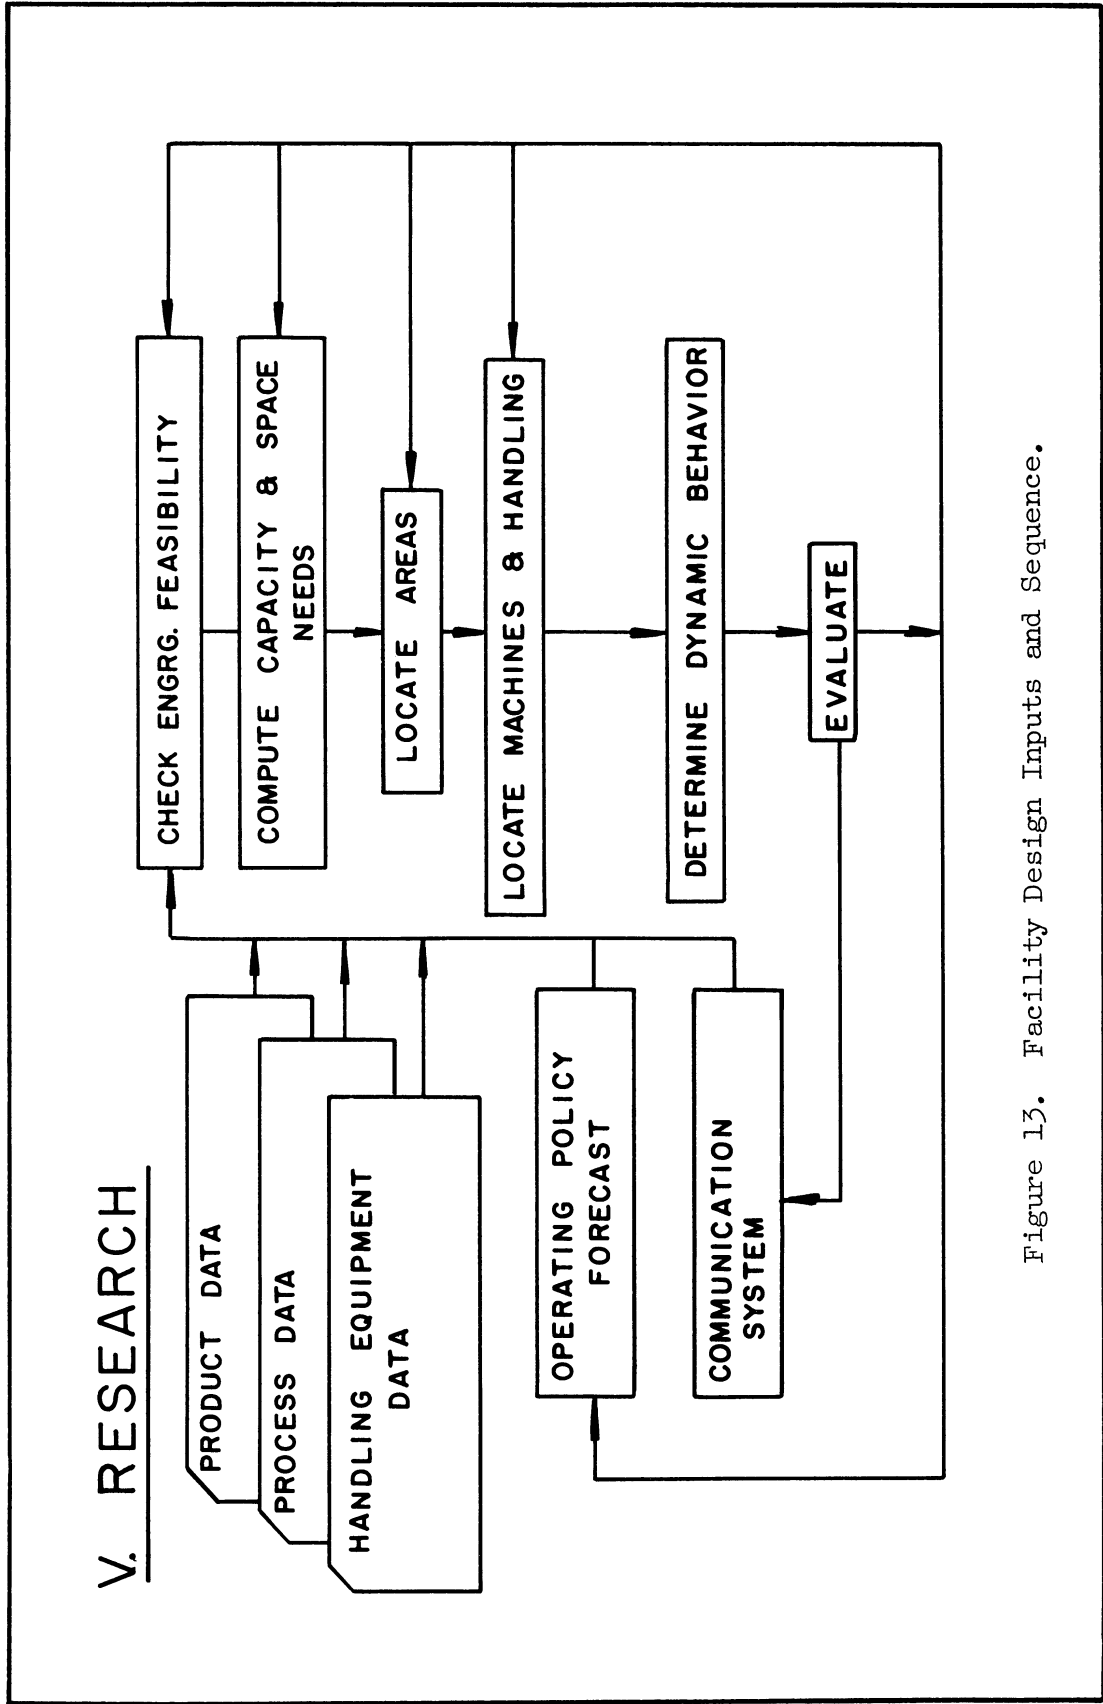 V. RESEARCH
PRODUCT DATA
PROCESS DATA
HANDLING EQUIPMENT
DATA
OPERATING POLICY
FORECAST
COMMUNICATION
SYSTEM
CHECK ENGRG. FEASIBILITY
COMPUTE CAPACITY & SPACE
NEEDS
LOCATE AREAS
LOCATE MACHINES & HANDLING
DETERMINE DYNAMIC BEHAVIOR
EVALUATE
Figure 13. Facility Design Inputs and Sequence.